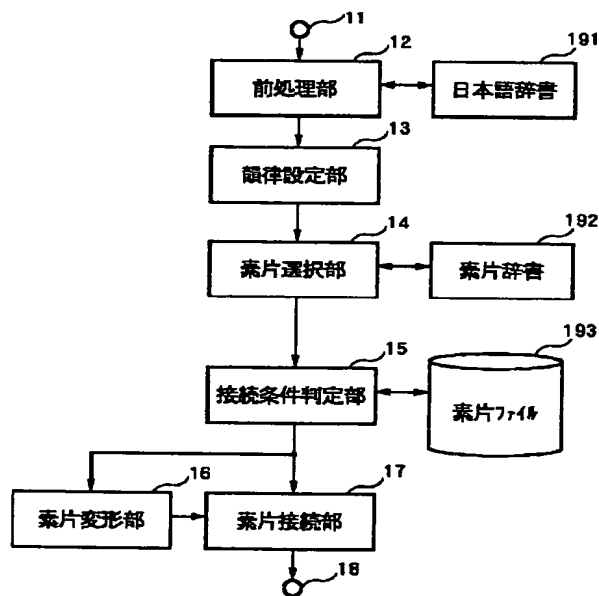 11
12
191
前処理部
日本語辞書
13
韻律設定部
14
192
素片選択部
素片辞書
193
15
接続条件判定部
素片ファイル
16
17
素片変形部
素片接続部
18